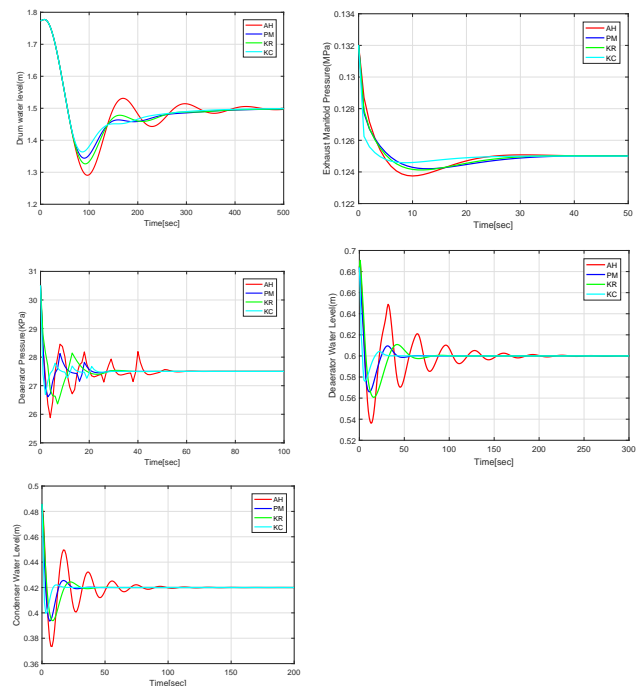 1.8
1.7
1.6
1.5
1.4
1.3
1.2
Drum water level(m)
0 100 200 300 400 500
Time[sec]
AH
PM
KR
KC
0.134
0.132
0.13
0.128
0.126
0.124
0.122
Exhaust Manifold Pressure(MPa)
0 10 20 30 40 50
Time[sec]
AH
PM
KR
KC
31
30
29
28
27
26
25
Deaerator Pressure(KPa)
0 20 40 60 80 100
Time[sec]
AH
PM
KR
KC
0.7
0.68
0.66
0.64
0.62
0.6
0.58
0.56
0.54
0.52
Deaerator Water Level(m)
0 50 100 150 200 250 300
Time[sec]
AH
PM
KR
KC
0.5
0.48
0.46
0.44
0.42
0.4
0.38
0.36
Condenser Water Level(m)
0 50 100 150 200
Time[sec]
AH
PM
KR
KC